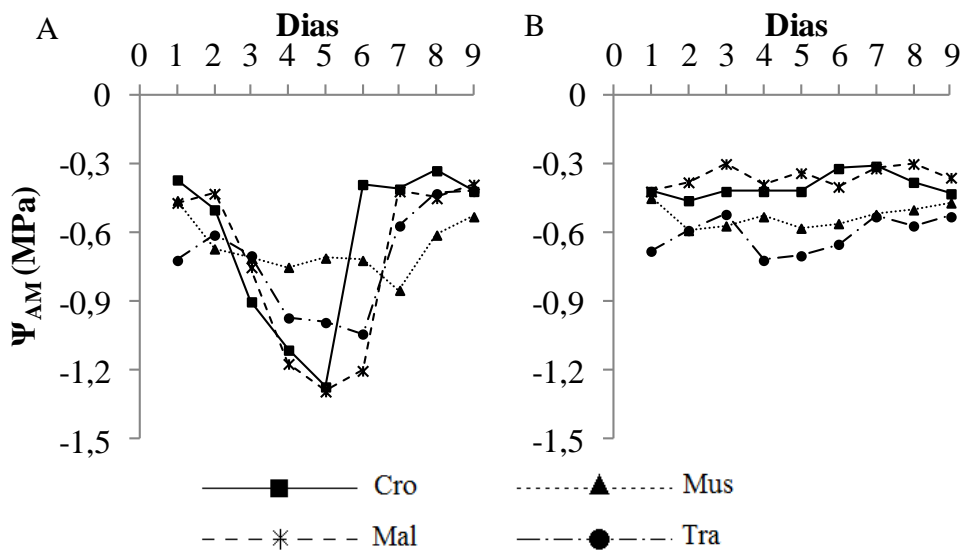 A Dias B Dias
0 1 2 3 4 5 6 7 8 9 0 1 2 3 4 5 6 7 8 9
0 0
-0,3 -0,3
-0,6 -0,6
-0,9 -0,9
-1,2 -1,2
-1,5 -1,5
Ψ_AM (MPa)
Cro Mus
Mal Tra